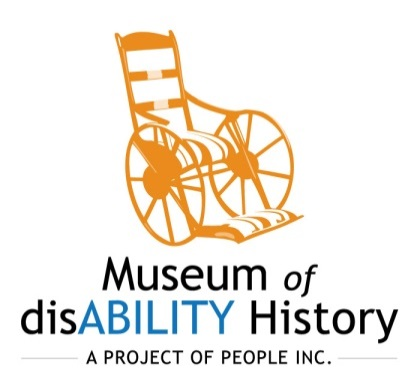 Museum of
disABILITY History
A PROJECT OF PEOPLE INC.